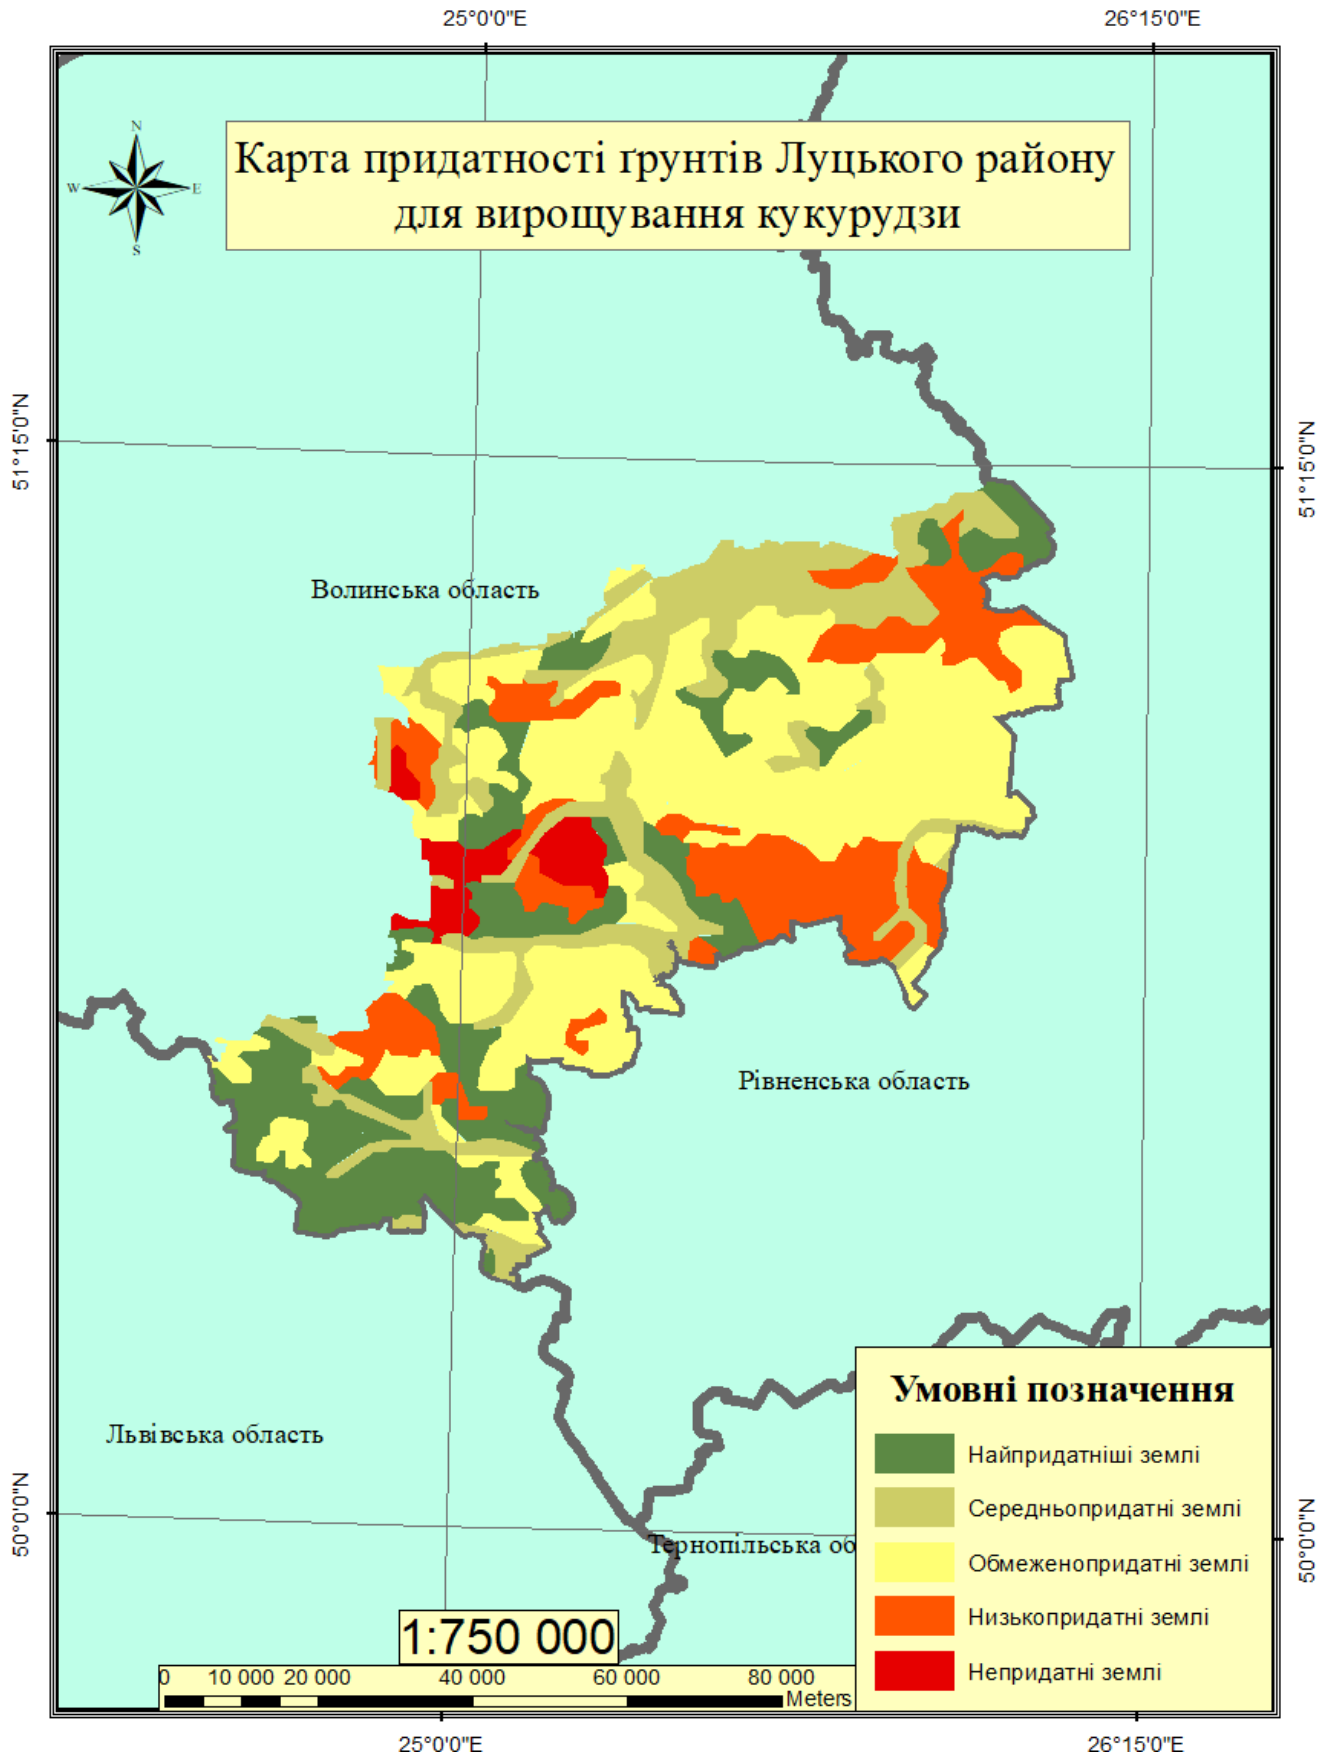 25°0'0"E
26°15'0"E
N
W
E
S
Карта придатності ґрунтів Луцького району
для вирощування кукурудзи
51°15'0"N
51°15'0"N
Волинська область
Рівненська область
Львівська область
Умовні позначення
Найпридатніші землі
Середньопридатні землі
Обмеженопридатні землі
Низькопридатні землі
Непридатні землі
50°0'0"N
50°0'0"N
Тернопільська об
1:750 000
0 10 000 20 000 40 000 60 000 80 000
Meters
25°0'0"E
26°15'0"E